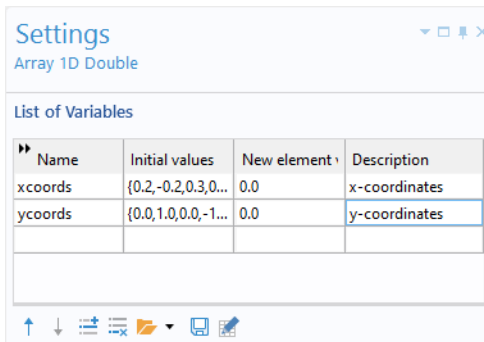 Settings
Array 1D Double
List of Variables
Name Initial values New element v Description
xcoords {0.2,-0.2,0.3,0... 0.0 x-coordinates
ycoords {0.0,1.0,0.0,-1... 0.0 y-coordinates